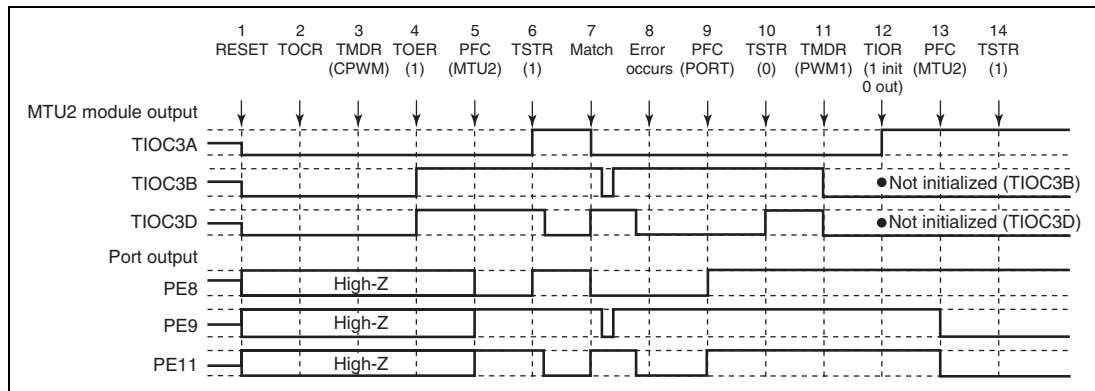 1 2 3 4 5 6 7 8 9 10 11 12 13 14
RESET TOCR TMDR TOER PFC TSTR Match Error PFC TSTR TMDR TIOR PFC TSTR
(CPWM) (1) (MTU2) (1) occurs (PORT) (0) (PWM1) (1 init (MTU2) (1)
0 out)
MTU2 module output
TIOC3A
TIOC3B
•Not initialized (TIOC3B)
TIOC3D
•Not initialized (TIOC3D)
Port output
PE8
High-Z
PE9
High-Z
PE11
High-Z